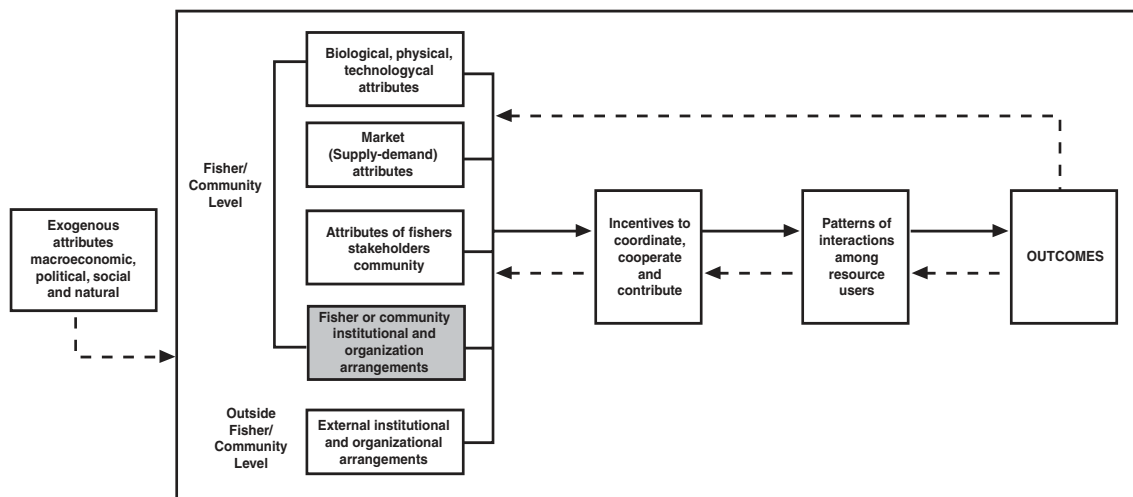 Exogenous
attributes
macroeconomic,
political, social
and natural
Fisher/
Community
Level
Biological, physical,
technologycal
attributes
Market
(Supply-demand)
attributes
Attributes of fishers
stakeholders
community
Fisher or community
institutional and
organization
arrangements
Outside
Fisher/
Community
Level
External institutional
and organizational
arrangements
Incentives to
coordinate,
cooperate
and
contribute
Patterns of
interactions
among
resource
users
OUTCOMES